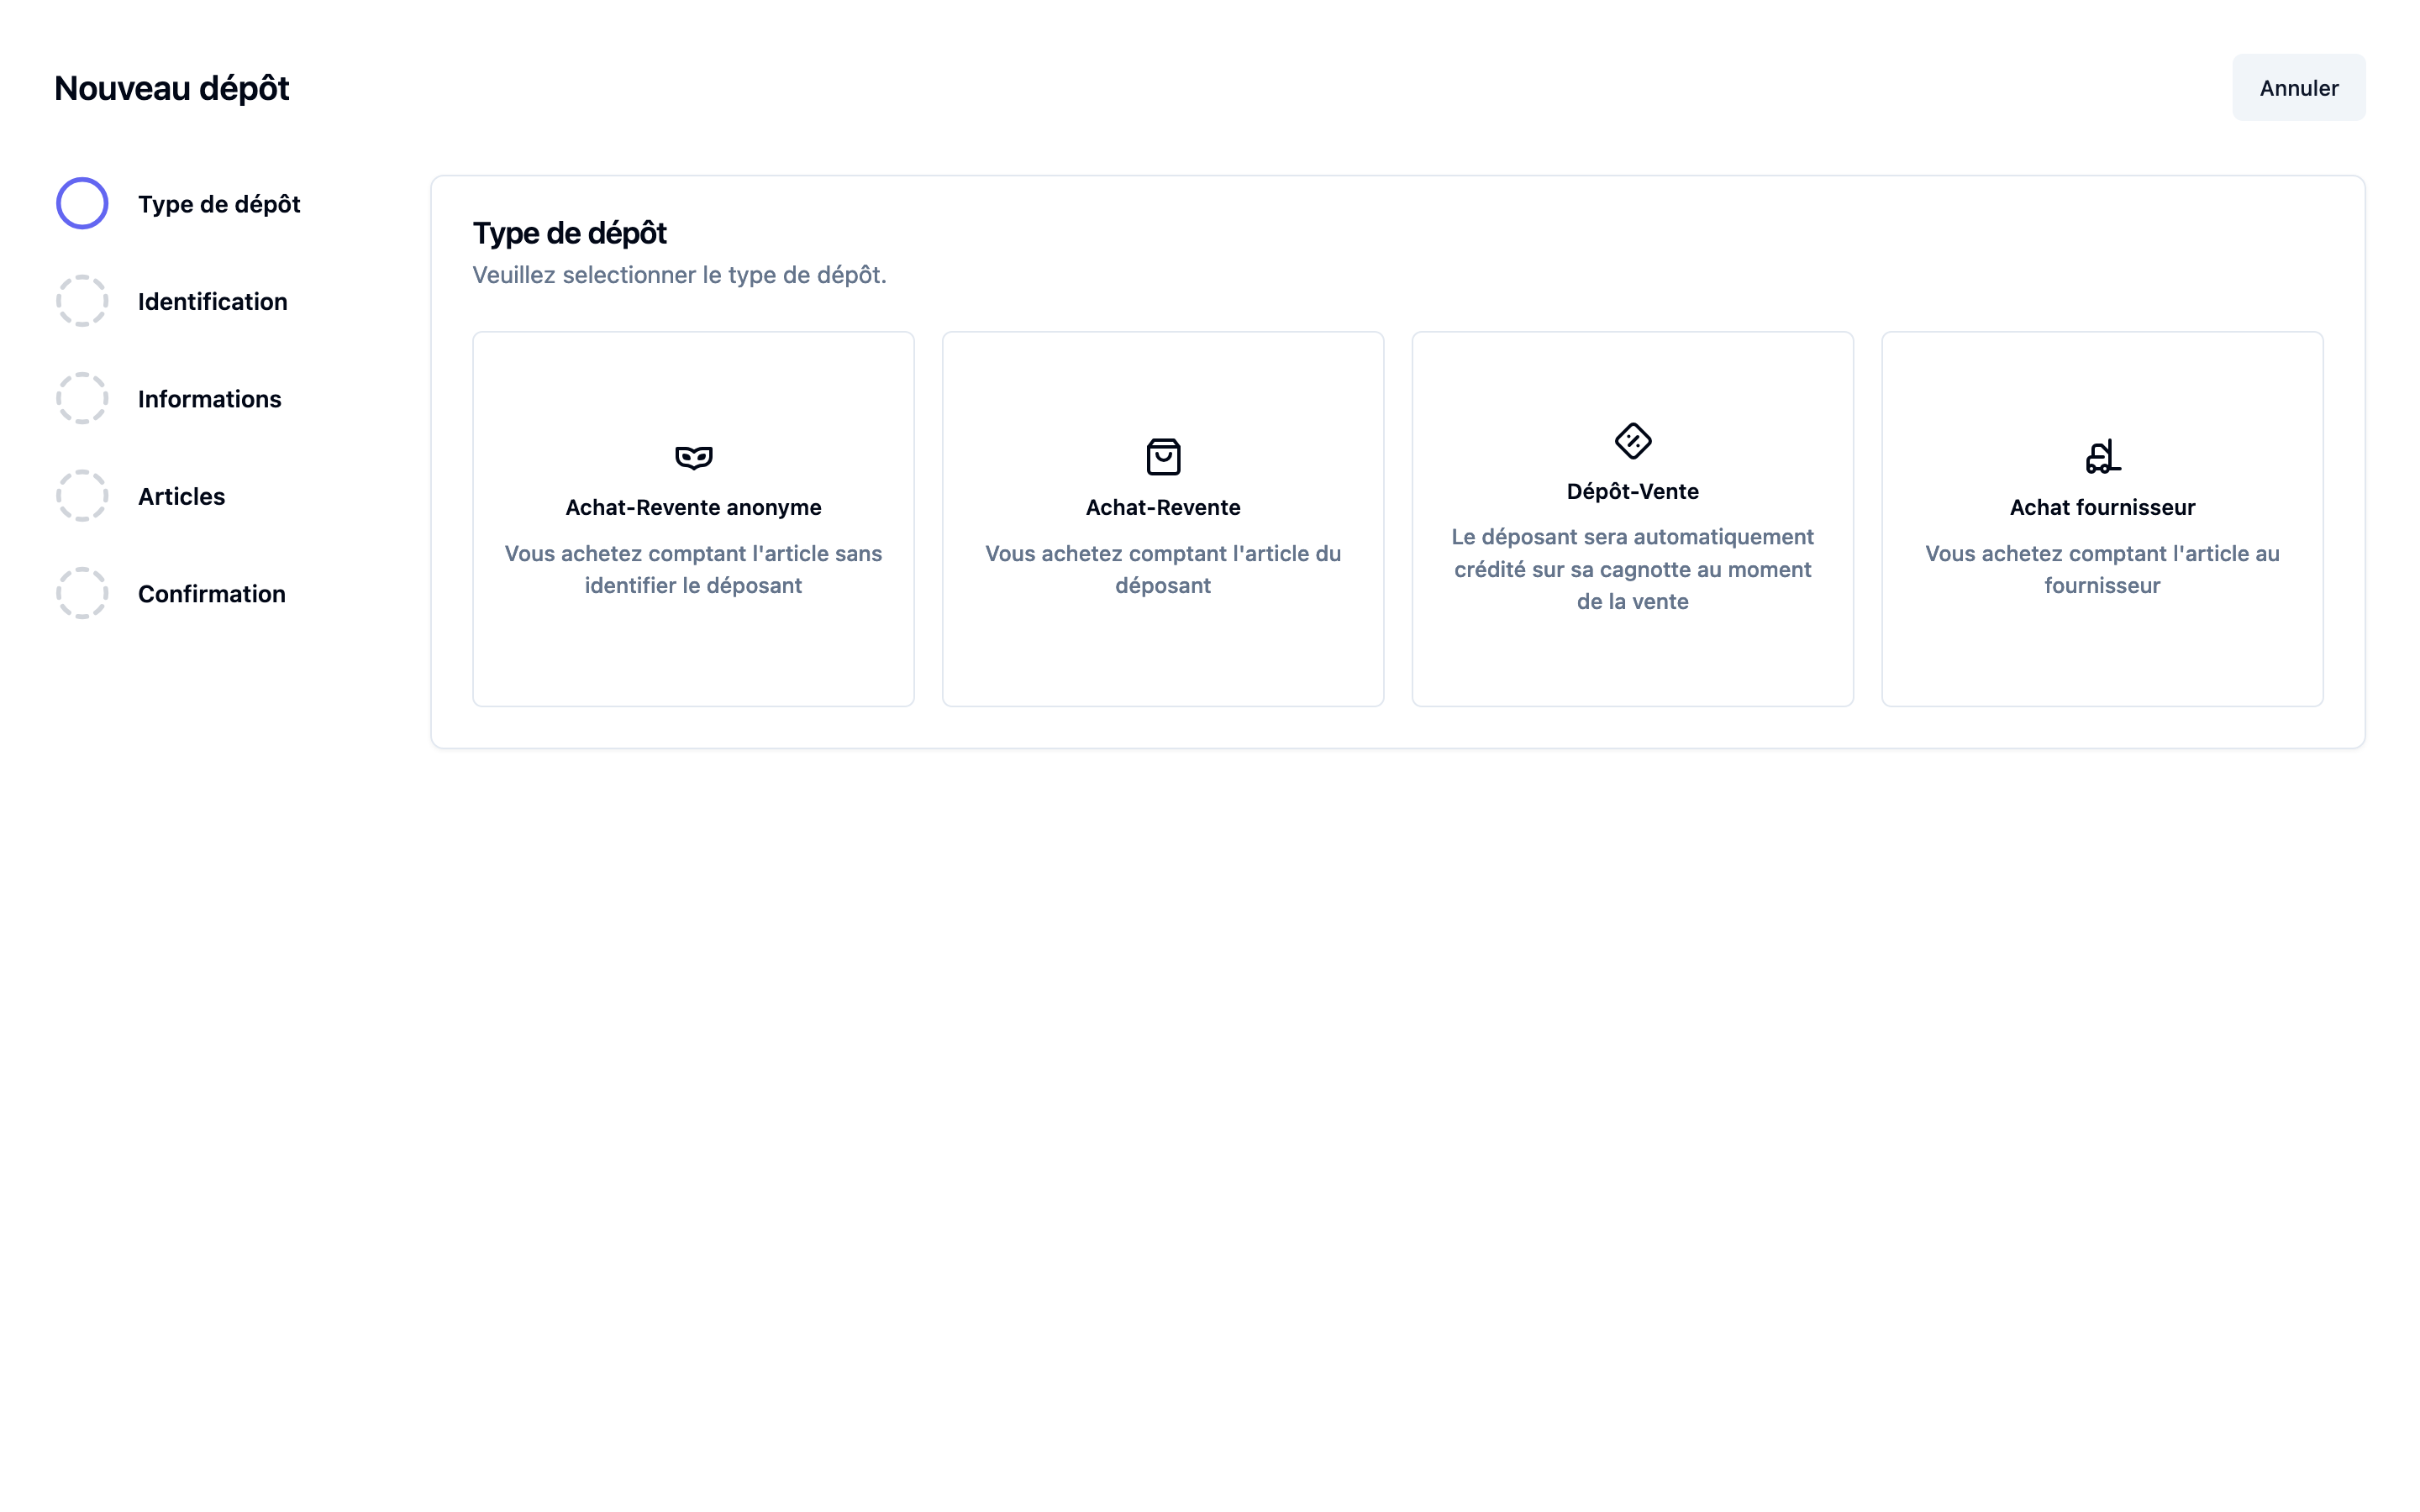 Nouveau dépôt
Annuler
Type de dépôt
Identification
Informations
Articles
Confirmation
Type de dépôt
Veuillez selectionner le type de dépôt.
Achat-Revente anonyme
Vous achetez comptant l'article sans
identifier le déposant
Achat-Revente
Vous achetez comptant l'article du
déposant
Dépôt-Vente
Le déposant sera automatiquement
crédité sur sa cagnotte au moment
de la vente
Achat fournisseur
Vous achetez comptant l'article au
fournisseur